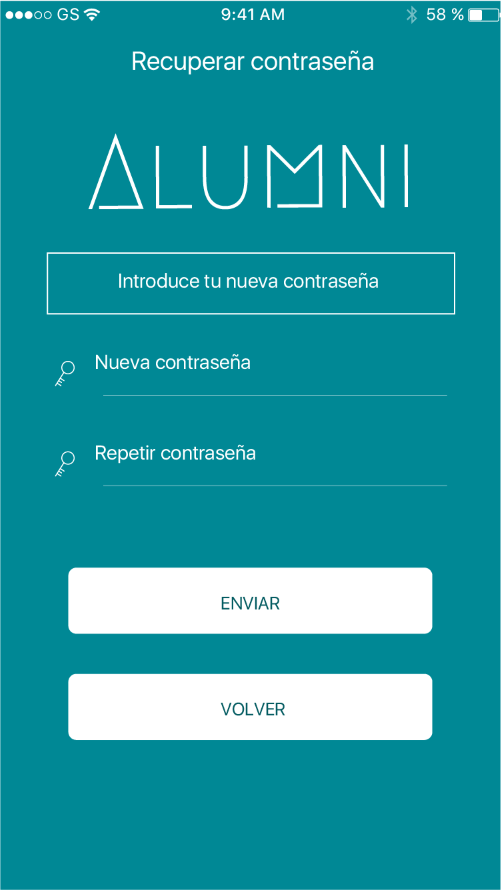 GS 9:41 AM 58 %
Recuperar contraseña
ALUMNI
Introduce tu nueva contraseña
Nueva contraseña
Repetir contraseña
ENVIAR
VOLVER